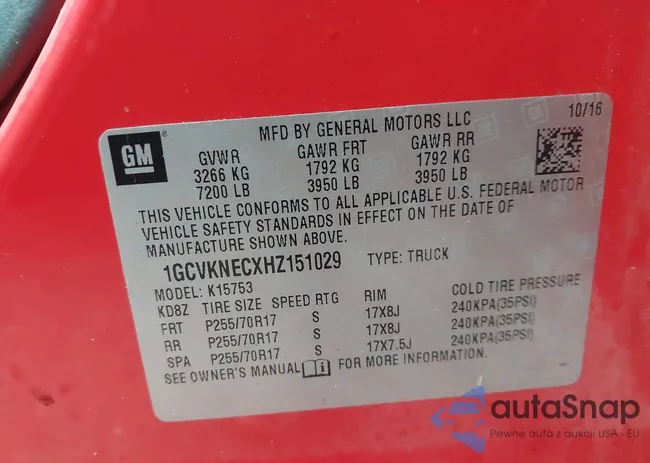 10/16
MFD BY GENERAL MOTORS LLC
GM
GVWR GAWR FRT GAWR RR
3266 KG 1792 KG 1792 KG
7200 LB 3950 LB 3950 LB
THIS VEHICLE CONFORMS TO ALL APPLICABLE U.S. FEDERAL MOTOR
VEHICLE SAFETY STANDARDS IN EFFECT ON THE DATE OF
MANUFACTURE SHOWN ABOVE.
1GCVKNECXHZ151029 TYPE: TRUCK
MODEL: K15753
KD8Z TIRE SIZE SPEED RTG RIM COLD TIRE PRESSURE
FRT P255/70R17 S 17X8J 240KPA(35PSI)
RR P255/70R17 S 17X8J 240KPA(35PSI)
SPA P255/70R17 S 17X7.5J 240KPA(35PSI)
SEE OWNER'S MANUAL i FOR MORE INFORMATION.
autaSnap
Pewne auta z aukcji USA - EU